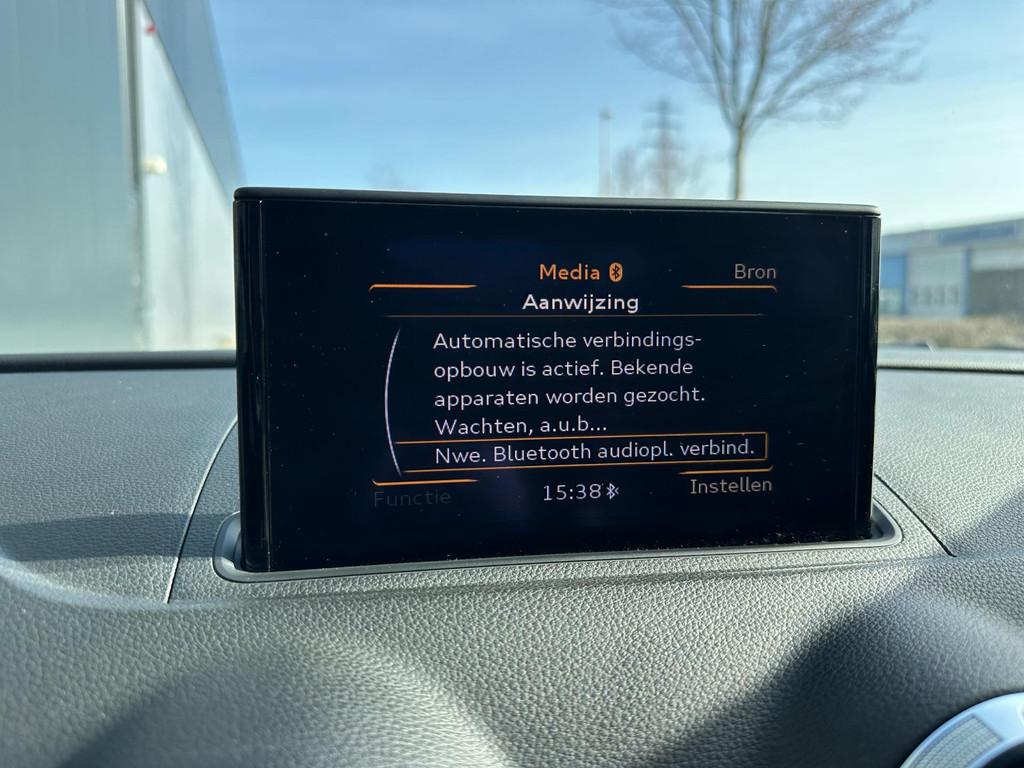 Media
Bron
Aanwijzing
Automatische verbindings-
opbouw is actief. Bekende
apparaten worden gezocht.
Wachten, a.u.b...
Nwe. Bluetooth audiopl. verbind.
Functie
15:38
Instellen